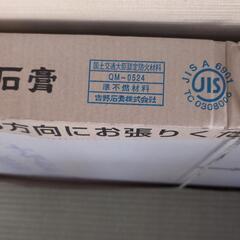 石膏
国土交通大臣認定防火材料
QM-0524
準不燃材料
吉野石膏株式会社
JIS A 6901
JIS
TC0308006
方向にお張りく